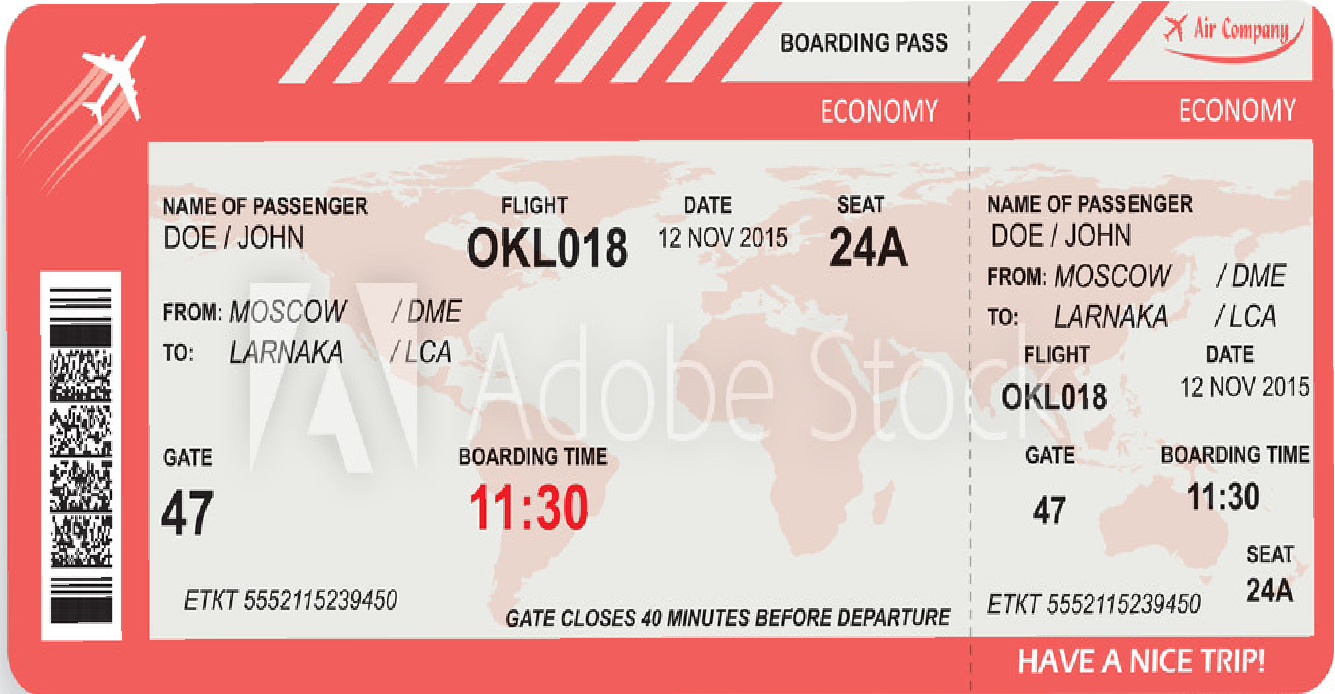 BOARDING PASS
Air Company
ECONOMY
ECONOMY
NAME OF PASSENGER
DOE / JOHN
FLIGHT
OKL018
DATE
12 NOV 2015
SEAT
24A
FROM: MOSCOW / DME
TO: LARNAKA / LCA
GATE
47
BOARDING TIME
11:30
ETKT 5552115239450
GATE CLOSES 40 MINUTES BEFORE DEPARTURE
NAME OF PASSENGER
DOE / JOHN
FROM: MOSCOW / DME
TO: LARNAKA / LCA
FLIGHT
OKL018
DATE
12 NOV 2015
GATE
47
BOARDING TIME
11:30
SEAT
24A
ETKT 5552115239450
HAVE A NICE TRIP!
Adobe Stock